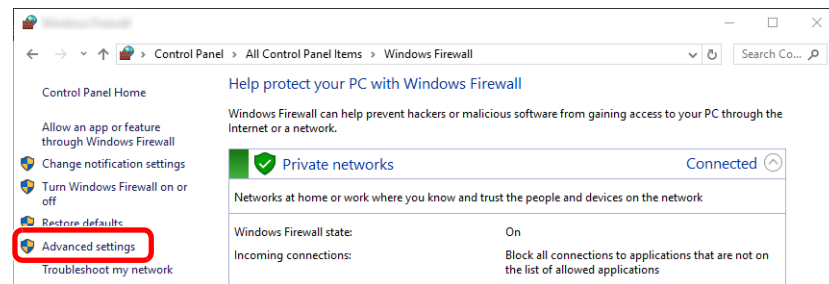 Control Panel > All Control Panel Items > Windows Firewall
Search Co...
Control Panel Home
Allow an app or feature
through Windows Firewall
Change notification settings
Turn Windows Firewall on or
off
Restore defaults
Advanced settings
Troubleshoot my network
Help protect your PC with Windows Firewall
Windows Firewall can help prevent hackers or malicious software from gaining access to your PC through the
Internet or a network.
Private networks
Connected
Networks at home or work where you know and trust the people and devices on the network
Windows Firewall state:
On
Incoming connections:
Block all connections to applications that are not on
the list of allowed applications